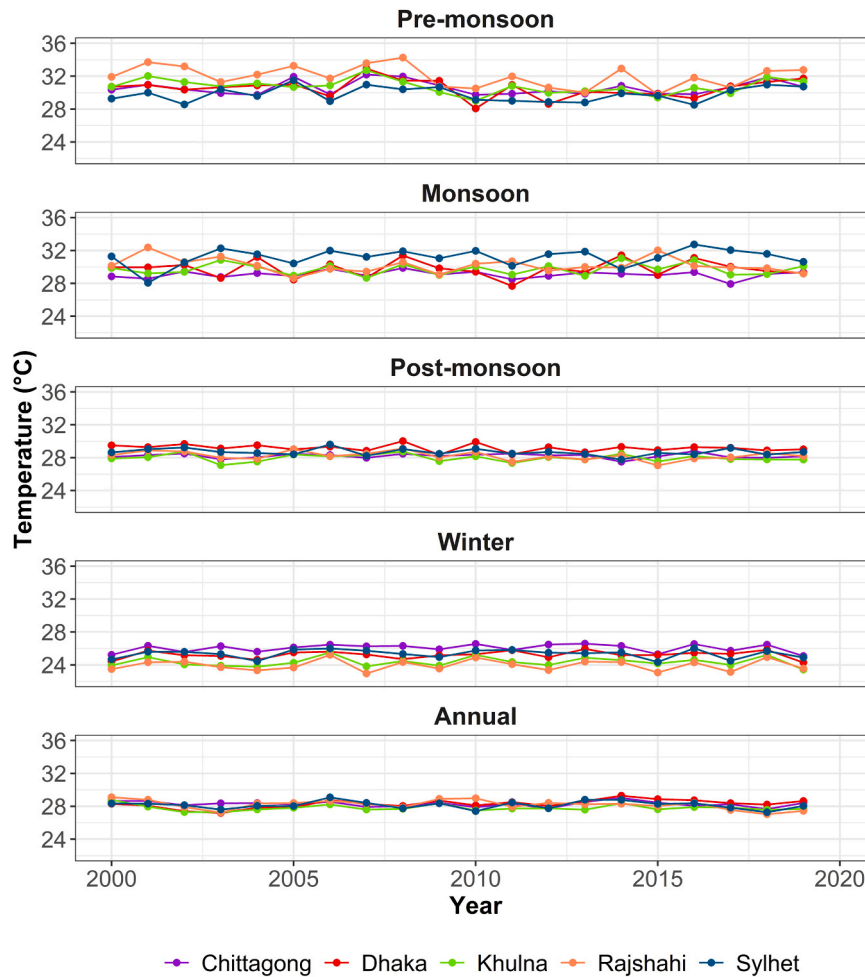 Pre-monsoon
36
32
28
24
Monsoon
36
32
28
24
Post-monsoon
36
32
28
24
Winter
36
32
28
24
Annual
36
32
28
24
Temperature (°C)
2000 2005 2010 2015 2020
Year
Chittagong Dhaka Khulna Rajshahi Sylhet